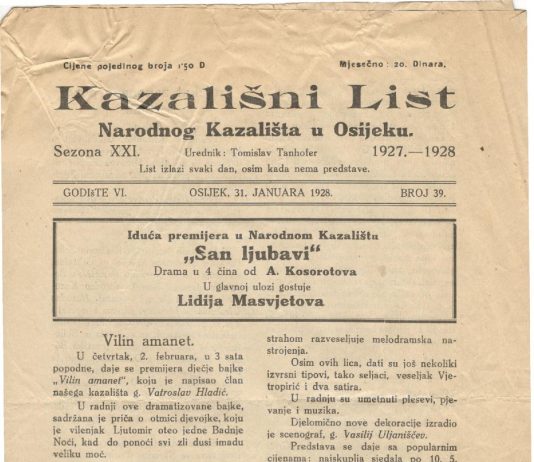 Cijene pojedinog broja 1'50 D
Mjesečno: 20. Dinara.
Kazališni List
Narodnog Kazališta u Osijeku.
Sezona XXI.
Urednik: Tomislav Tanhofer
1927.—1928
List izlazi svaki dan, osim kada nema predstave.
GODIšTE VI.
OSIJEK, 31. JANUARA 1928.
BROJ 39.
Iduća premijera u Narodnom Kazalištu
„San ljubavi“
Drama u 4 čina od A. Kosorotova
U glavnoj ulozi gostuje
Lidija Masvjetova
Vilin amanet.
U četvrtak, 2. februara, u 3 sata
popodne, daje se premijera dječje bajke
„Vilin amanet“, koju je napisao član
našega kazališta g. Vatroslav Hladić.
U radnji ove dramatizovane bajke,
sadržana je priča o otmici djevojke, koju
je vilenjak Ljutomir oteo jedne Badnje
Noći, kad do ponoći svi zli dusi imadu
veliku moč.
strahom razveseljuje melodramska na-
strojenja.
Osim ovih lica, dati su još nekoliki
izvrsni tipovi, tako seljaci, veseljak Vje-
tropirić i dva satira.
U radnju su umetnuti plesevi, pje-
vanje i muzika.
Djelomično nove dekoracije izradio
je scenograf, g. Vasilij Uljaniščev.
Predstava se daje sa popularnim
cijenama: najskuplja sjedala po 10, 5,